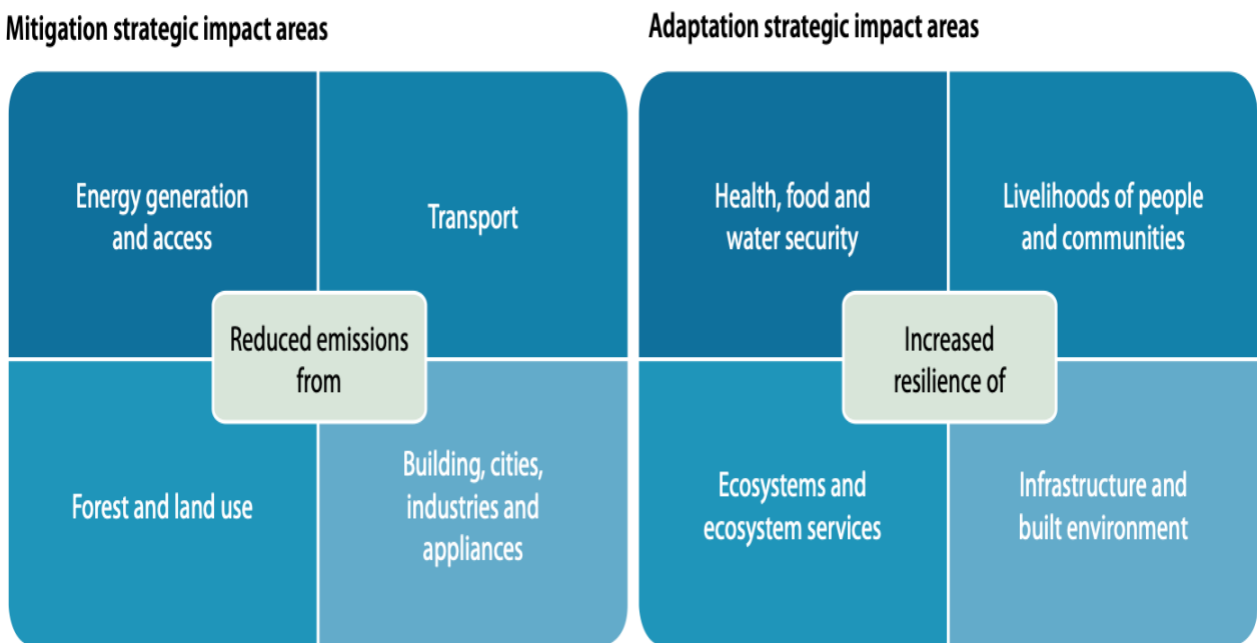 Mitigation strategic impact areas
Energy generation
and access
Transport
Reduced emissions
from
Forest and land use
Building, cities,
industries and
appliances
Adaptation strategic impact areas
Health, food and
water security
Livelihoods of people
and communities
Increased
resilience of
Ecosystems and
ecosystem services
Infrastructure and
built environment